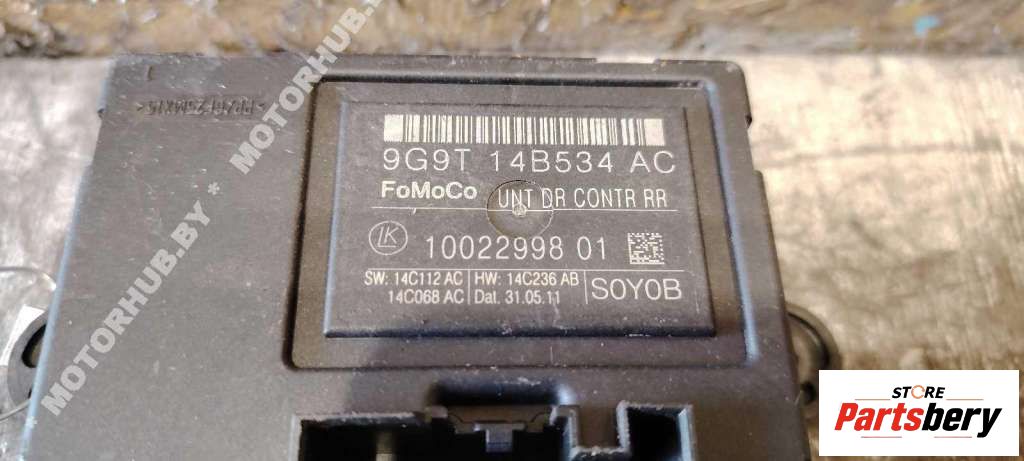 MOTORHUB.BY * MOTORHUB.BY
9G9T 14B534 AC
FoMoCo UNT DR CONTR RR
LK 10022998 01
SW: 14C112 AC HW: 14C236 AB S0Y0B
14C068 AC Dat. 31.05.11
STORE
Partsbery